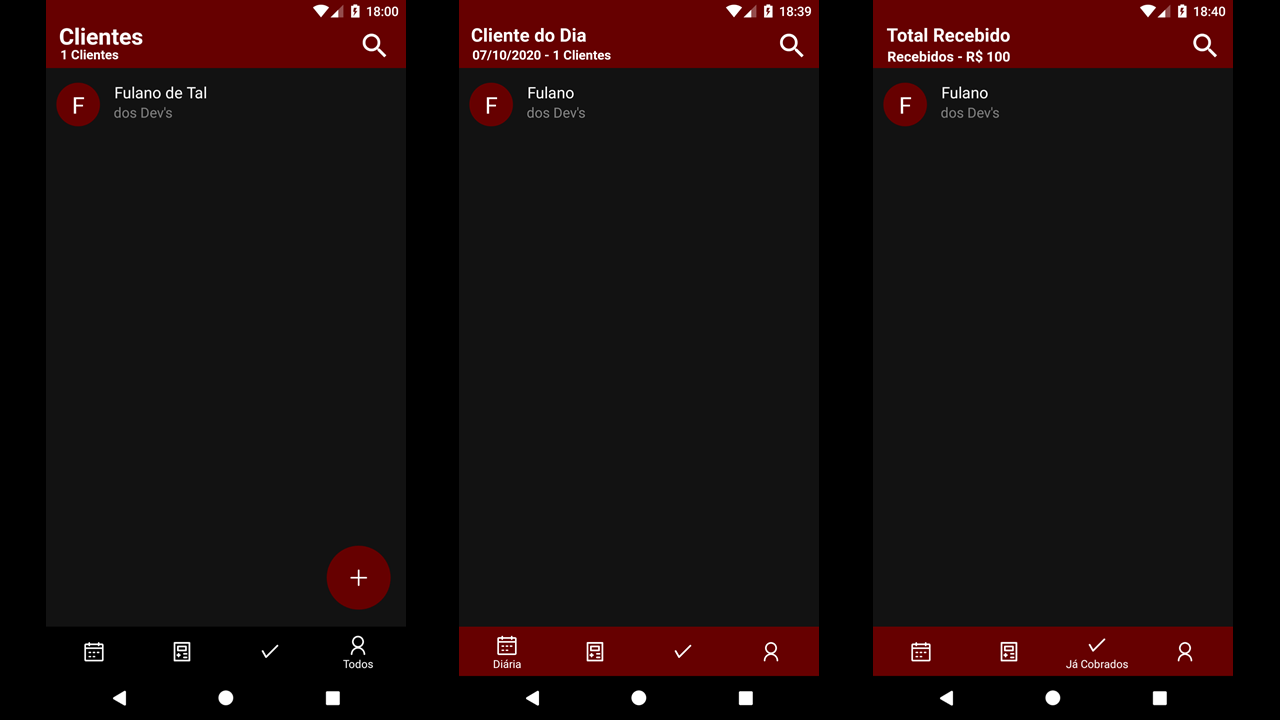 18:00
Clientes
1 Clientes
F
Fulano de Tal
dos Dev's
Todos
18:39
Cliente do Dia
07/10/2020 - 1 Clientes
F
Fulano
dos Dev's
Diária
18:40
Total Recebido
Recebidos - R$ 100
F
Fulano
dos Dev's
Já Cobrados